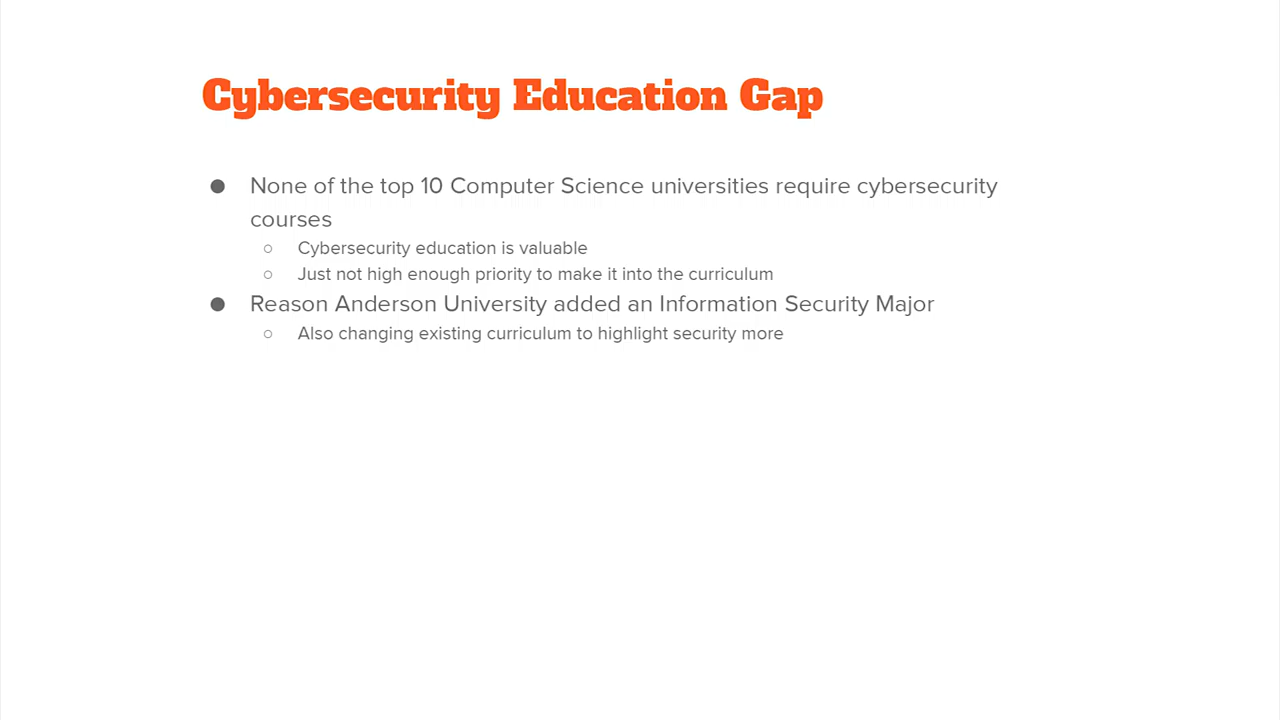 Cybersecurity Education Gap
● None of the top 10 Computer Science universities require cybersecurity
courses
○ Cybersecurity education is valuable
○ Just not high enough priority to make it into the curriculum
● Reason Anderson University added an Information Security Major
○ Also changing existing curriculum to highlight security more